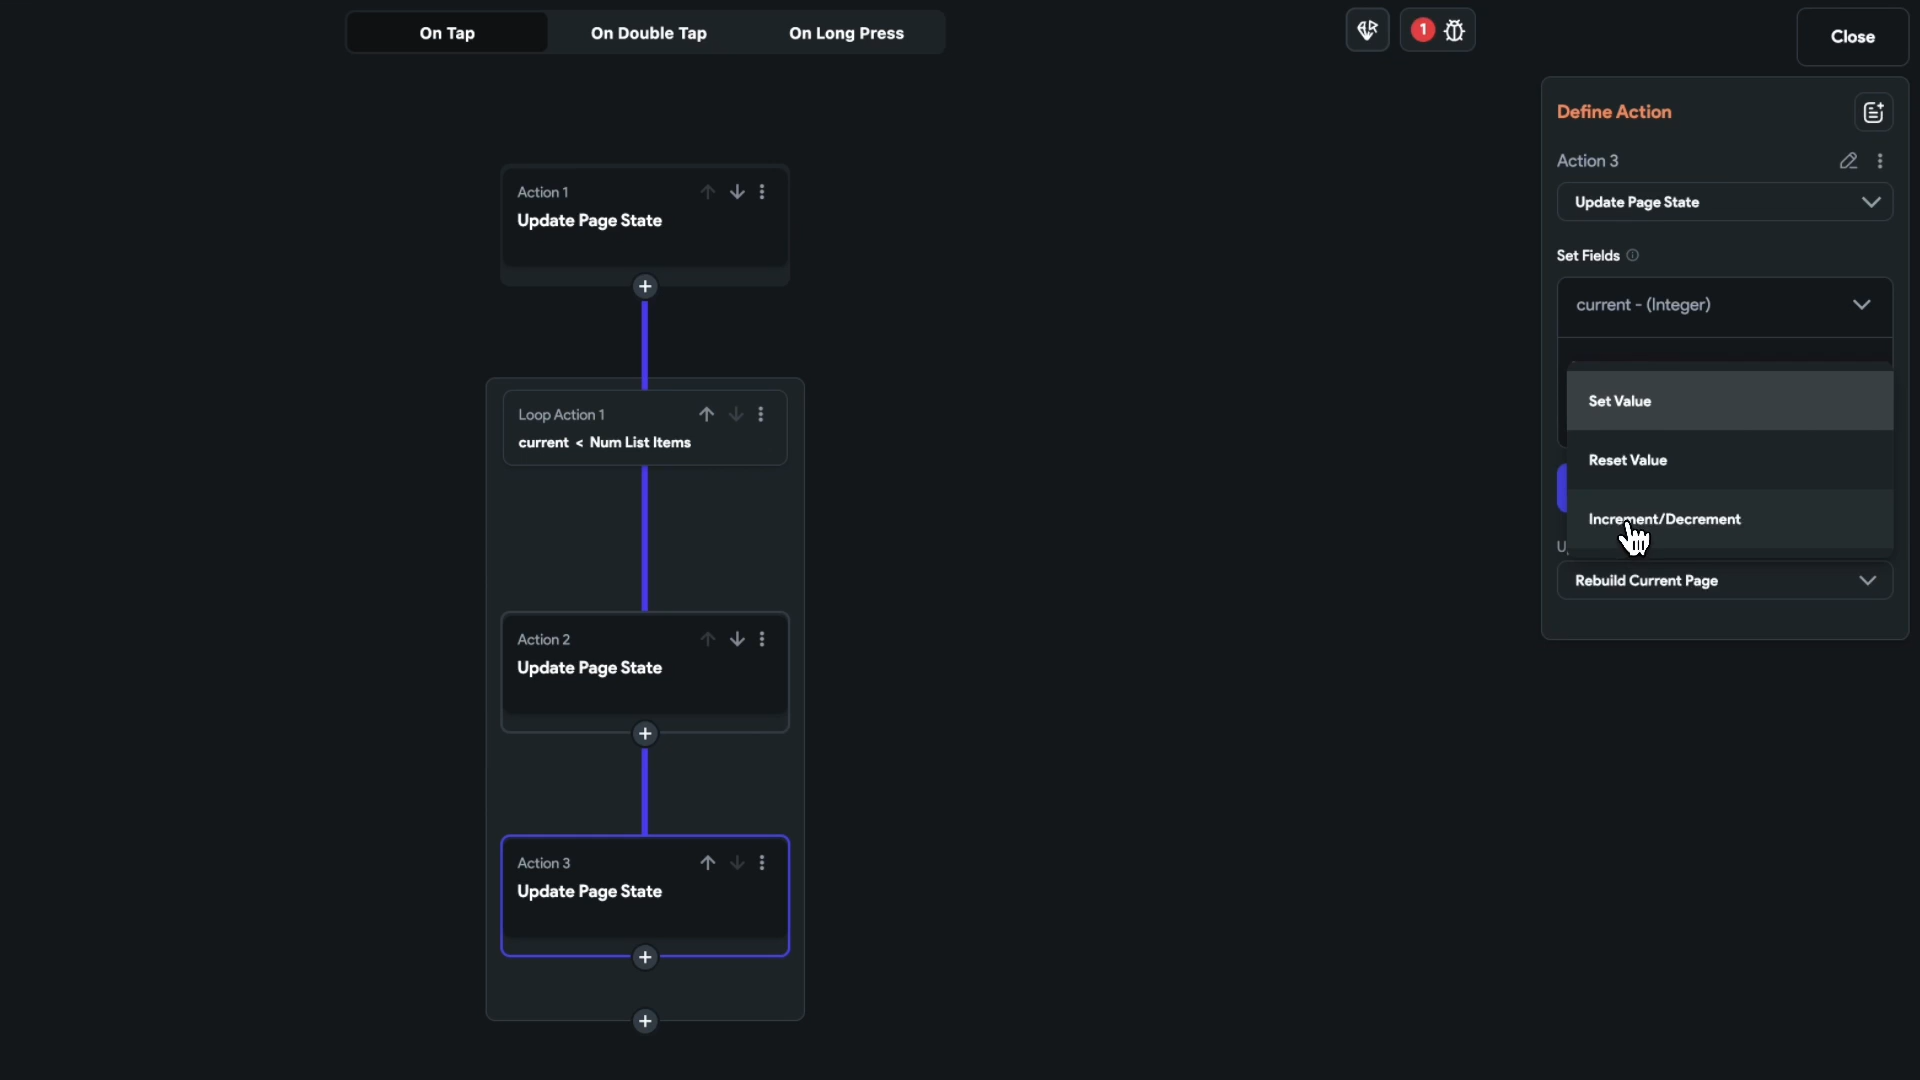 On Tap
On Double Tap
On Long Press
1
Close
Define Action
Action 3
Update Page State
Set Fields
current - (Integer)
Set Value
Reset Value
Increment/Decrement
Rebuild Current Page
Action 1
Update Page State
Loop Action 1
current < Num List Items
Action 2
Update Page State
Action 3
Update Page State